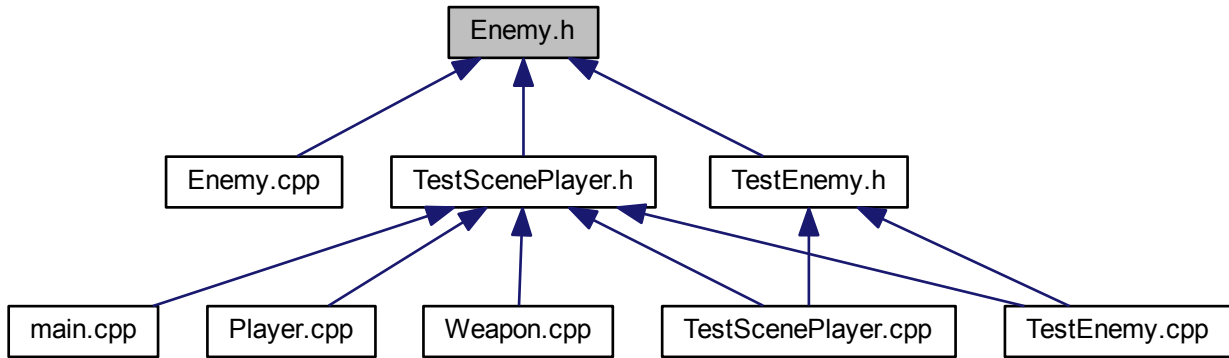 Enemy.h
Enemy.cpp
TestScenePlayer.h
TestEnemy.h
main.cpp
Player.cpp
Weapon.cpp
TestScenePlayer.cpp
TestEnemy.cpp